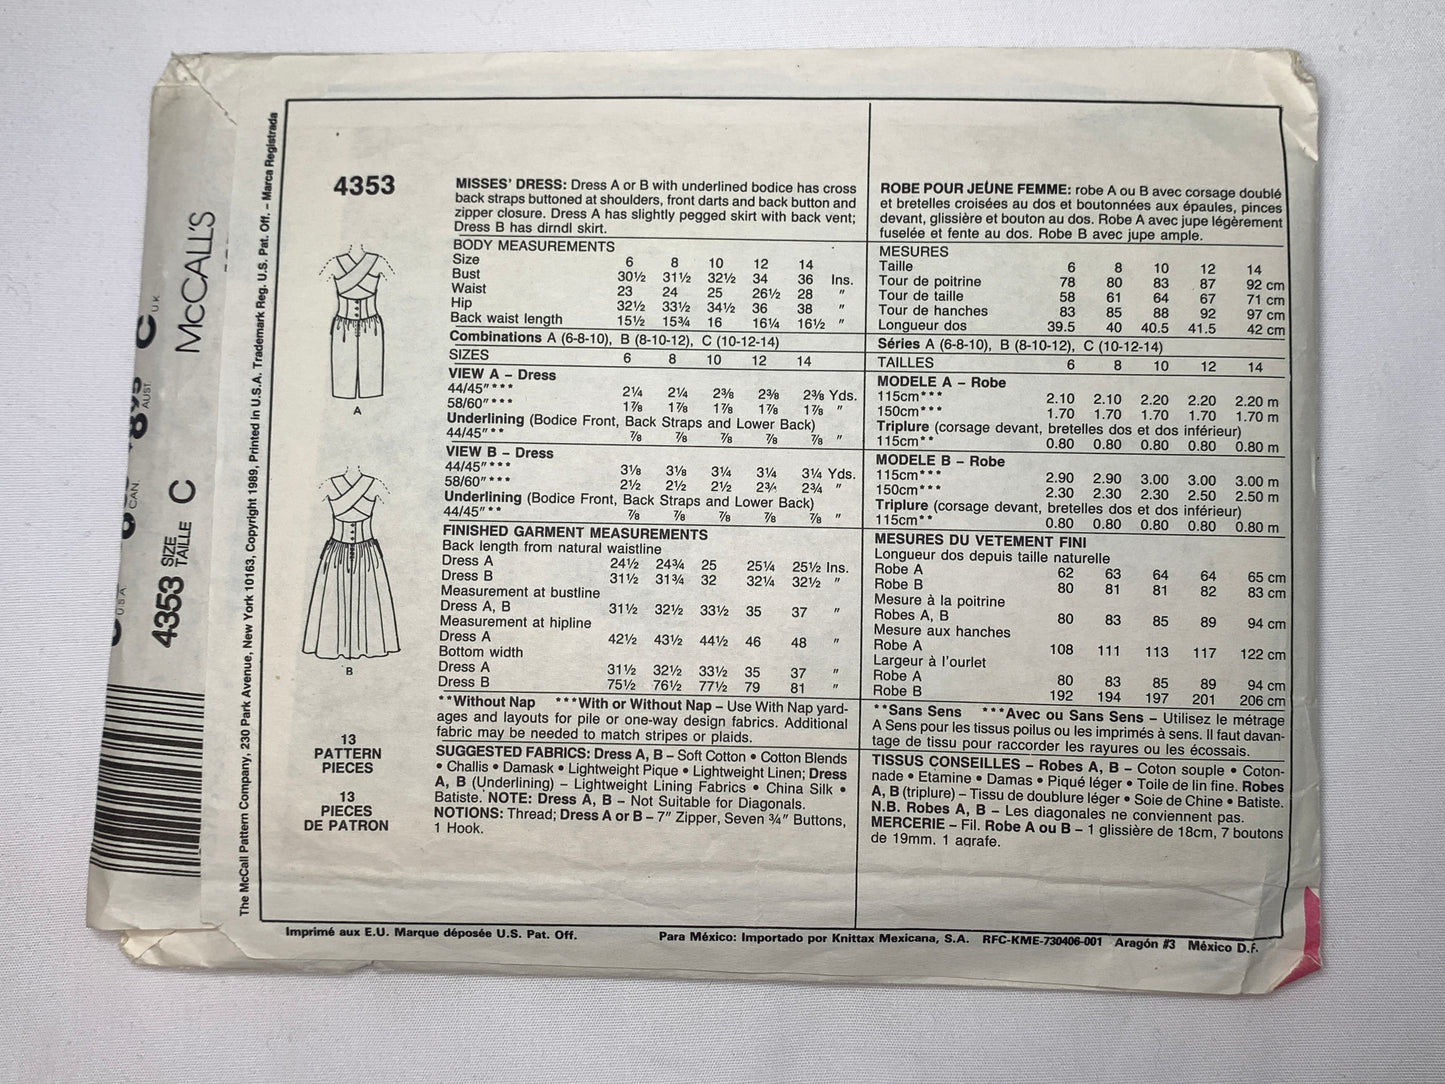 4353
MISSES' DRESS: Dress A or B with underlined bodice has cross
back straps buttoned at shoulders, front darts and back button and
zipper closure. Dress A has slightly pegged skirt with back vent;
Dress B has dirndl skirt.
BODY MEASUREMENTS
Size 6 8 10 12 14
Bust 30½ 31½ 32½ 34 36 Ins.
Waist 23 24 25 26½ 28 "
Hip 32½ 33½ 34½ 36 38 "
Back waist length 15½ 15¾ 16 16¼ 16½ "
Combinations A (6-8-10), B (8-10-12), C (10-12-14)
SIZES 6 8 10 12 14
VIEW A – Dress
44/45"*** 2¼ 2¼ 2⅜ 2⅜ 2⅜ Yds.
58/60"*** 1⅞ 1⅞ 1⅞ 1⅞ 1⅞ "
Underlining (Bodice Front, Back Straps and Lower Back)
44/45"** ⅞ ⅞ ⅞ ⅞ ⅞ "
VIEW B – Dress
44/45"*** 3⅛ 3⅛ 3¼ 3¼ 3¼ Yds.
58/60"*** 2½ 2½ 2½ 2¾ 2¾ "
Underlining (Bodice Front, Back Straps and Lower Back)
44/45"** ⅞ ⅞ ⅞ ⅞ ⅞ "
FINISHED GARMENT MEASUREMENTS
Back length from natural waistline
Dress A 24½ 24¾ 25 25¼ 25½ Ins.
Dress B 31½ 31¾ 32 32¼ 32½ "
Measurement at bustline
Dress A, B 31½ 32½ 33½ 35 37 "
Measurement at hipline
Dress A 42½ 43½ 44½ 46 48 "
Bottom width
Dress A 31½ 32½ 33½ 35 37 "
Dress B 75½ 76½ 77½ 79 81 "
**Without Nap ***With or Without Nap – Use With Nap yard-
ages and layouts for pile or one-way design fabrics. Additional
fabric may be needed to match stripes or plaids.
SUGGESTED FABRICS: Dress A, B – Soft Cotton • Cotton Blends
• Challis • Damask • Lightweight Pique • Lightweight Linen; Dress
A, B (Underlining) – Lightweight Lining Fabrics • China Silk •
Batiste. NOTE: Dress A, B – Not Suitable for Diagonals.
NOTIONS: Thread; Dress A or B – 7" Zipper, Seven ¾" Buttons,
1 Hook.
ROBE POUR JEUNE FEMME: robe A ou B avec corsage doublé
et bretelles croisées au dos et boutonnées aux épaules, pinces
devant, glissière et bouton au dos. Robe A avec jupe légèrement
fuselée et fente au dos. Robe B avec jupe ample.
MESURES
Taille 6 8 10 12 14
Tour de poitrine 78 80 83 87 92 cm
Tour de taille 58 61 64 67 71 cm
Tour de hanches 83 85 88 92 97 cm
Longueur dos 39.5 40 40.5 41.5 42 cm
Séries A (6-8-10), B (8-10-12), C (10-12-14)
TAILLES 6 8 10 12 14
MODELE A – Robe
115cm*** 2.10 2.10 2.20 2.20 2.20 m
150cm*** 1.70 1.70 1.70 1.70 1.70 m
Triplure (corsage devant, bretelles dos et dos inférieur)
115cm** 0.80 0.80 0.80 0.80 0.80 m
MODELE B – Robe
115cm*** 2.90 2.90 3.00 3.00 3.00 m
150cm*** 2.30 2.30 2.30 2.50 2.50 m
Triplure (corsage devant, bretelles dos et dos inférieur)
115cm** 0.80 0.80 0.80 0.80 0.80 m
MESURES DU VETEMENT FINI
Longueur dos depuis taille naturelle
Robe A 62 63 64 64 65 cm
Robe B 80 81 81 82 83 cm
Mesure à la poitrine
Robes A, B 80 83 85 89 94 cm
Mesure aux hanches
Robe A 108 111 113 117 122 cm
Largeur à l'ourlet
Robe A 80 83 85 89 94 cm
Robe B 192 194 197 201 206 cm
**Sans Sens ***Avec ou Sans Sens – Utilisez le métrage
A Sens pour les tissus poilus ou les imprimés à sens. Il faut davan-
tage de tissu pour raccorder les rayures ou les écossais.
TISSUS CONSEILLES – Robes A, B – Coton souple • Coton-
nade • Etamine • Damas • Piqué léger • Toile de lin fine. Robes
A, B (triplure) – Tissu de doublure léger • Soie de Chine • Batiste.
N.B. Robes A, B – Les diagonales ne conviennent pas.
MERCERIE – Fil. Robe A ou B – 1 glissière de 18cm, 7 boutons
de 19mm. 1 agrafe.
A
B
13
PATTERN
PIECES
13
PIECES
DE PATRON
Imprimé aux E.U. Marque déposée U.S. Pat. Off.
Para México: Importado por Knittax Mexicana, S.A. RFC-KME-730406-001 Aragón #3 México D.F.
The McCall Pattern Company, 230 Park Avenue, New York 10163, Copyright 1989, Printed in U.S.A. Trademark Reg. U.S. Pat. Off. – Marca Registrada
McCALL'S
4353 SIZE
TAILLE C
USA
CAN.
AUST.
UK